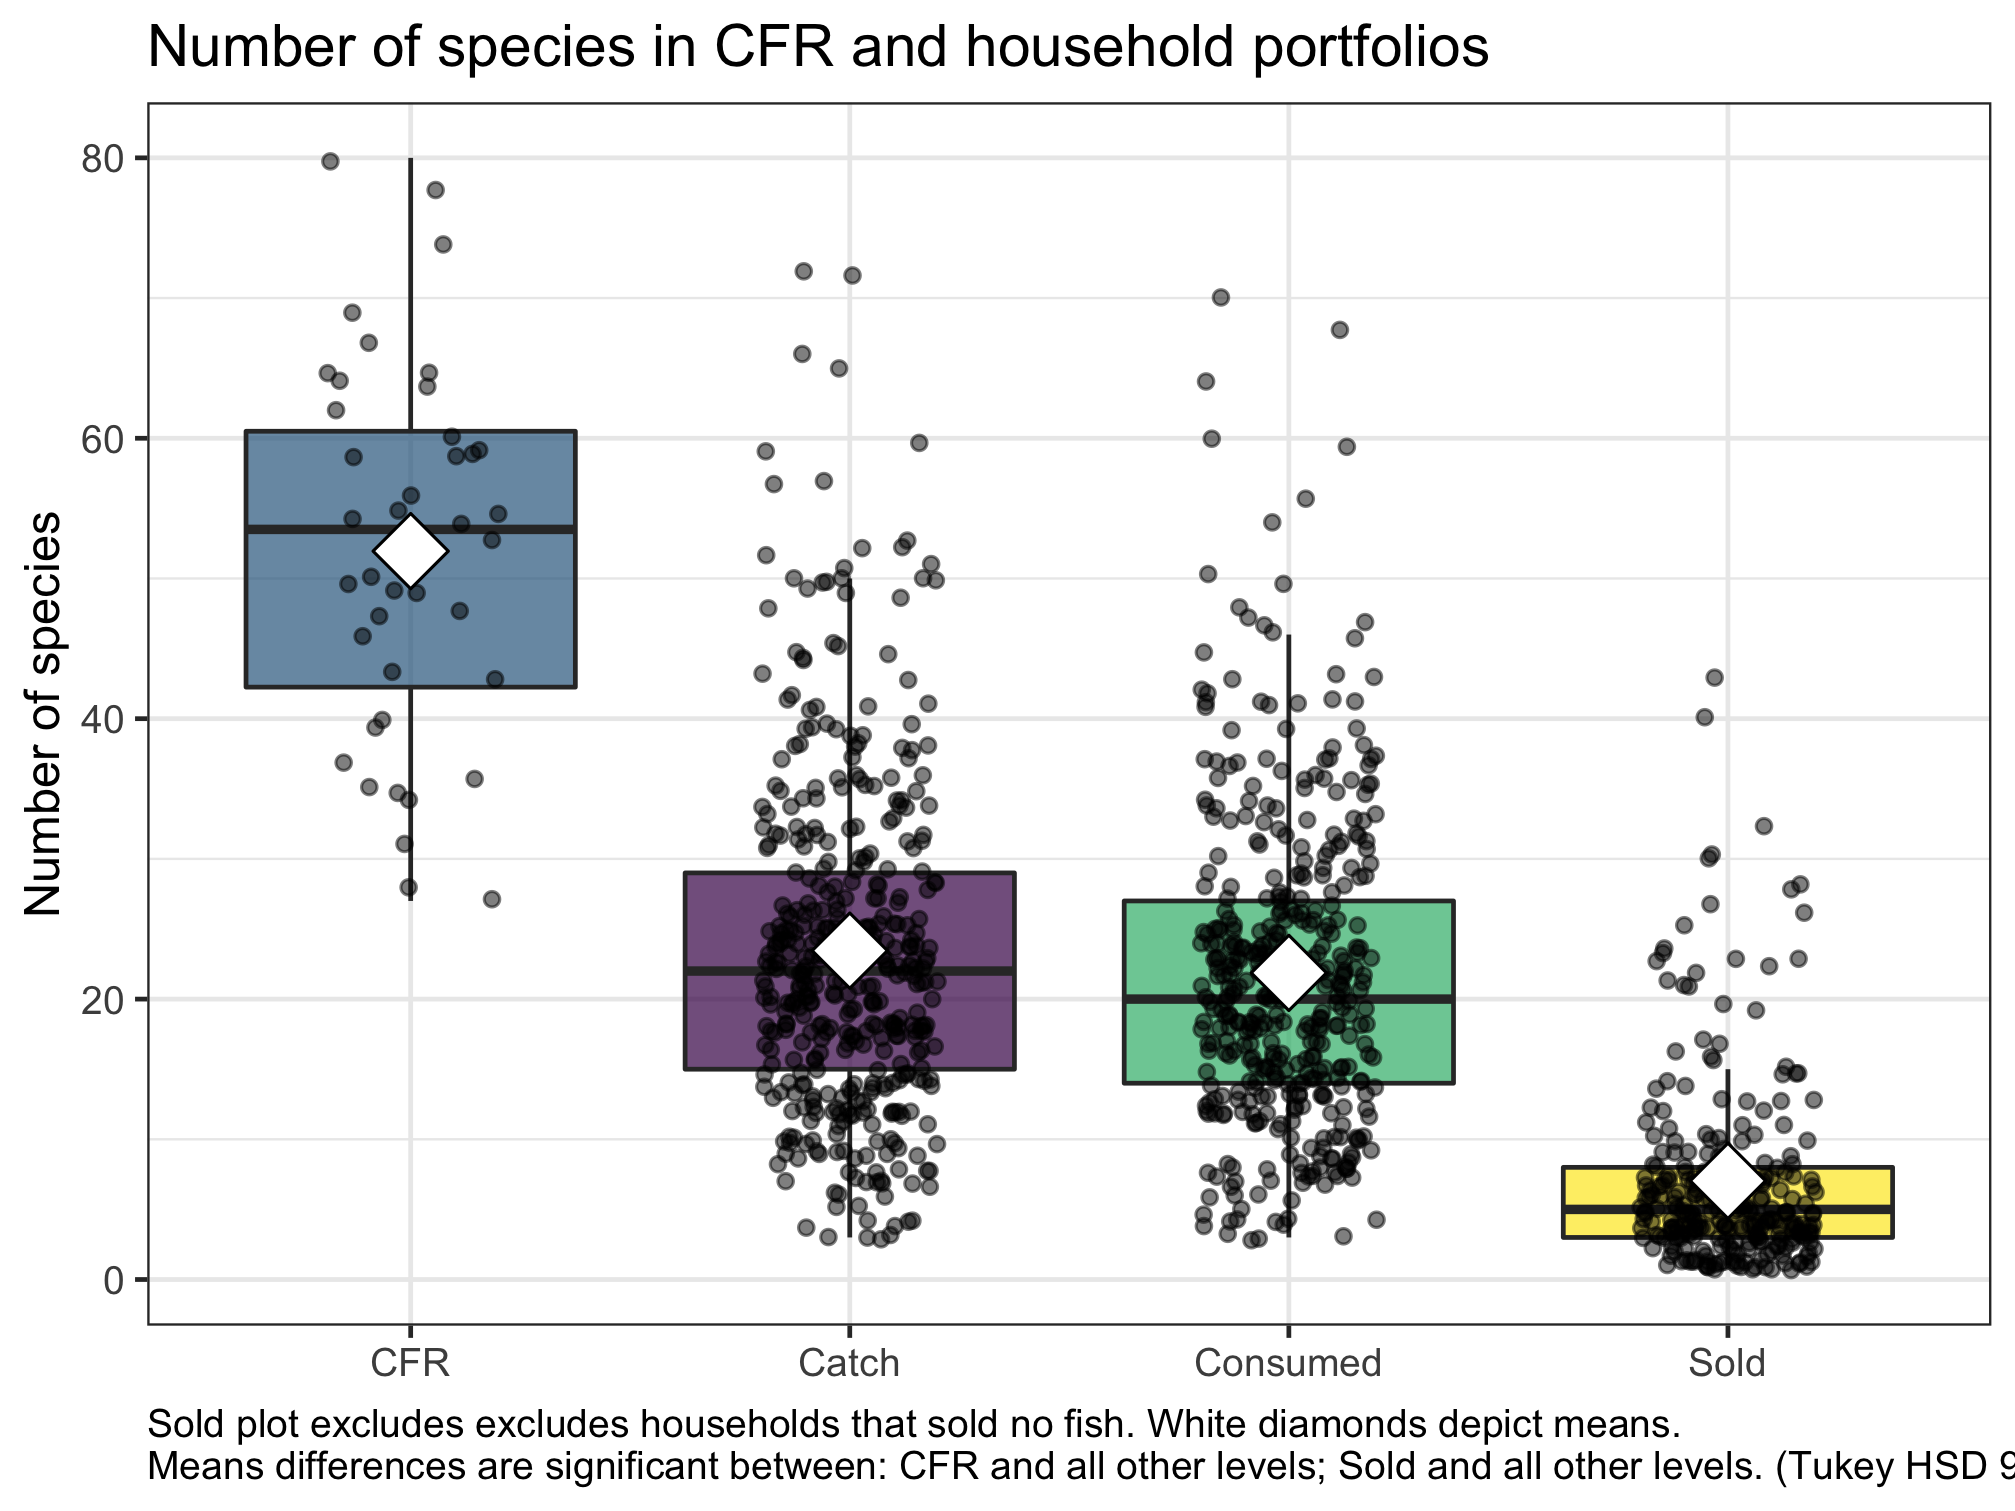 Number of species in CFR and household portfolios
Number of species
80
60
40
20
0
CFR
Catch
Consumed
Sold
Sold plot excludes excludes households that sold no fish. White diamonds depict means.
Means differences are significant between: CFR and all other levels; Sold and all other levels. (Tukey HSD